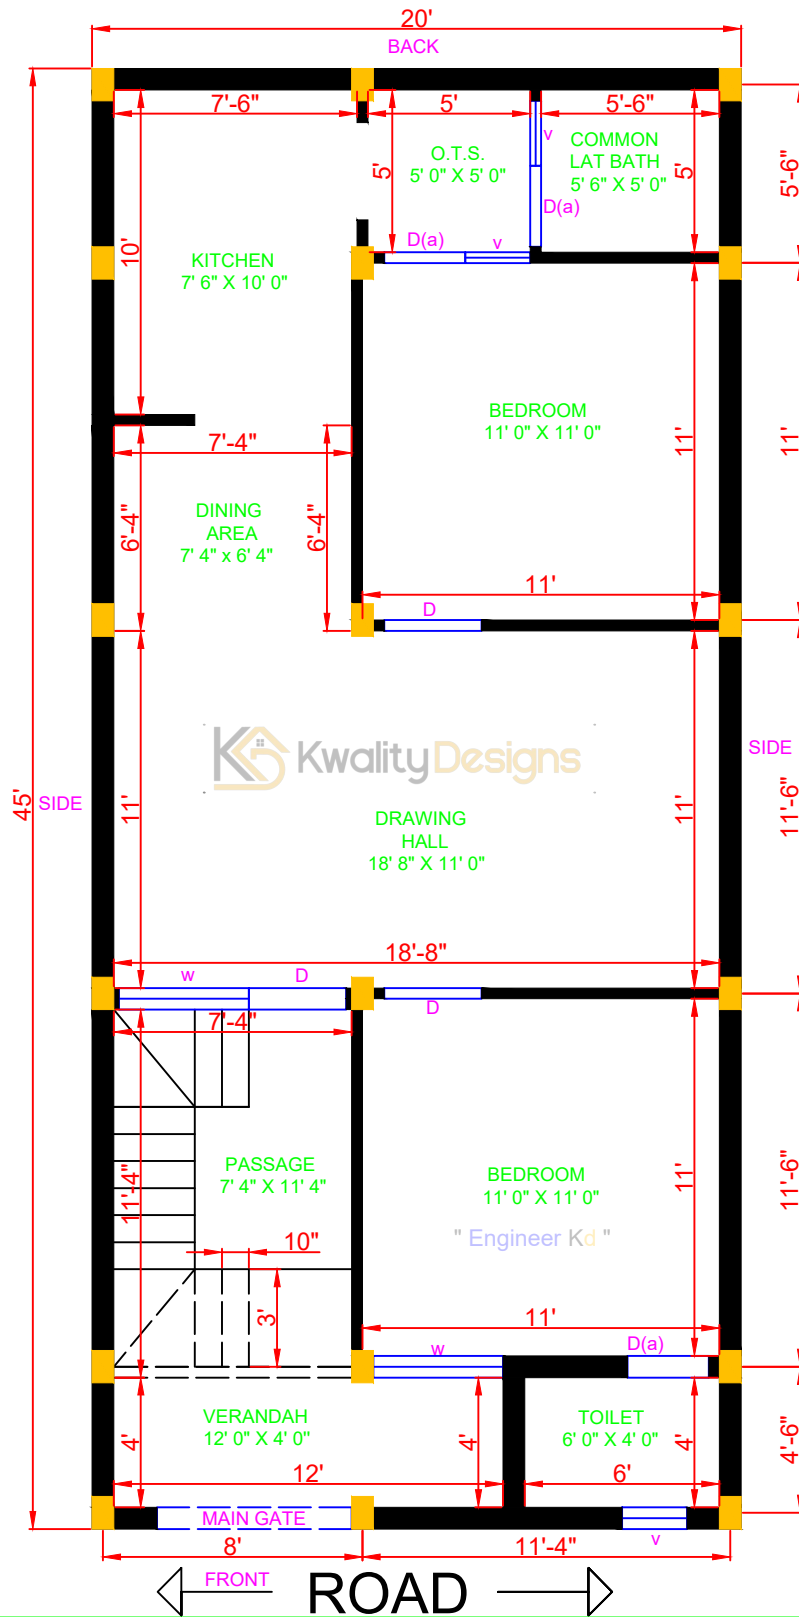 20'
BACK
7'-6"
5'
5'-6"
O.T.S.
5' 0" X 5' 0"
5'
v
COMMON
LAT BATH
5' 6" X 5' 0"
5'
5'-6"
D(a)
D(a)
v
10'
KITCHEN
7' 6" X 10' 0"
BEDROOM
11' 0" X 11' 0"
11'
11'
7'-4"
6'-4"
DINING
AREA
7' 4" x 6' 4"
6'-4"
11'
D
KwalityDesigns
SIDE
45'
SIDE
11'
DRAWING
HALL
18' 8" X 11' 0"
11'
11'-6"
18'-8"
w
D
D
7'-4"
11'-4"
PASSAGE
7' 4" X 11' 4"
BEDROOM
11' 0" X 11' 0"
11'
11'-6"
" Engineer Kd "
10"
3'
11'
w
D(a)
VERANDAH
12' 0" X 4' 0"
4'
4'
TOILET
6' 0" X 4' 0"
4'
4'-6"
12'
6'
MAIN GATE
v
8'
11'-4"
FRONT
ROAD